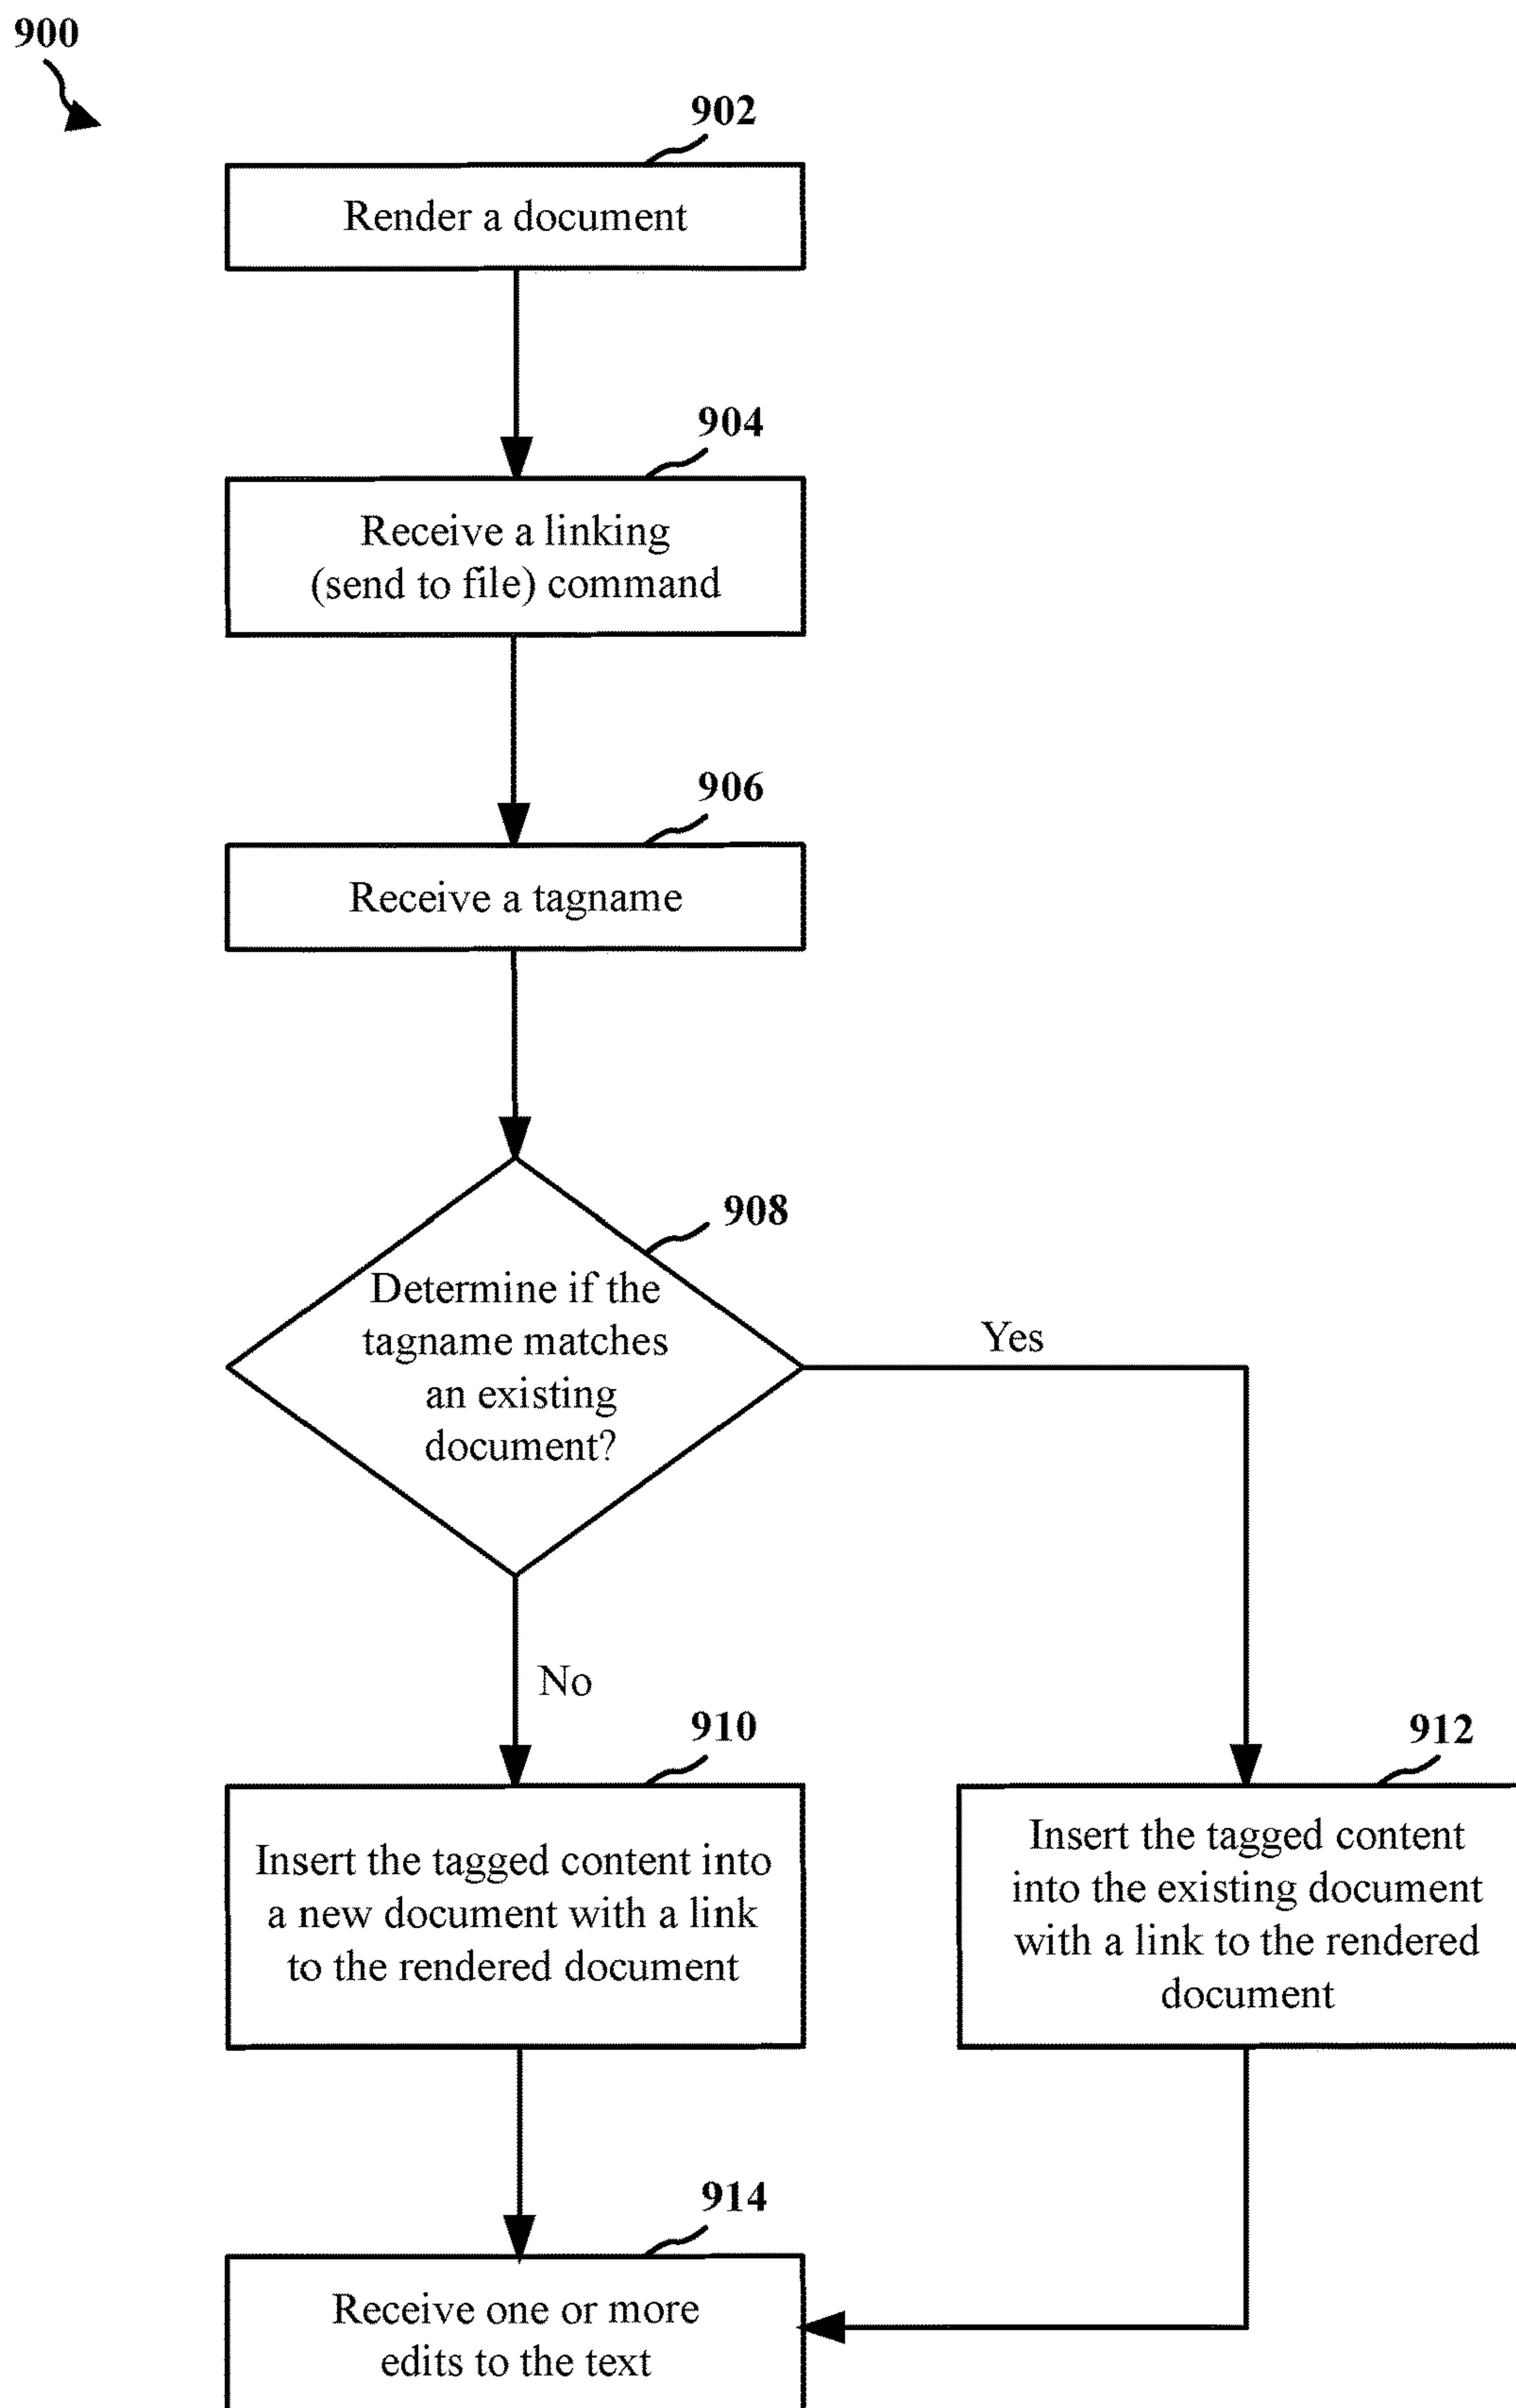 900
902
Render a document
904
Receive a linking
(send to file) command
906
Receive a tagname
908
Determine if the
tagname matches
an existing
document?
Yes
No
910
Insert the tagged content into
a new document with a link
to the rendered document
912
Insert the tagged content
into the existing document
with a link to the rendered
document
914
Receive one or more
edits to the text